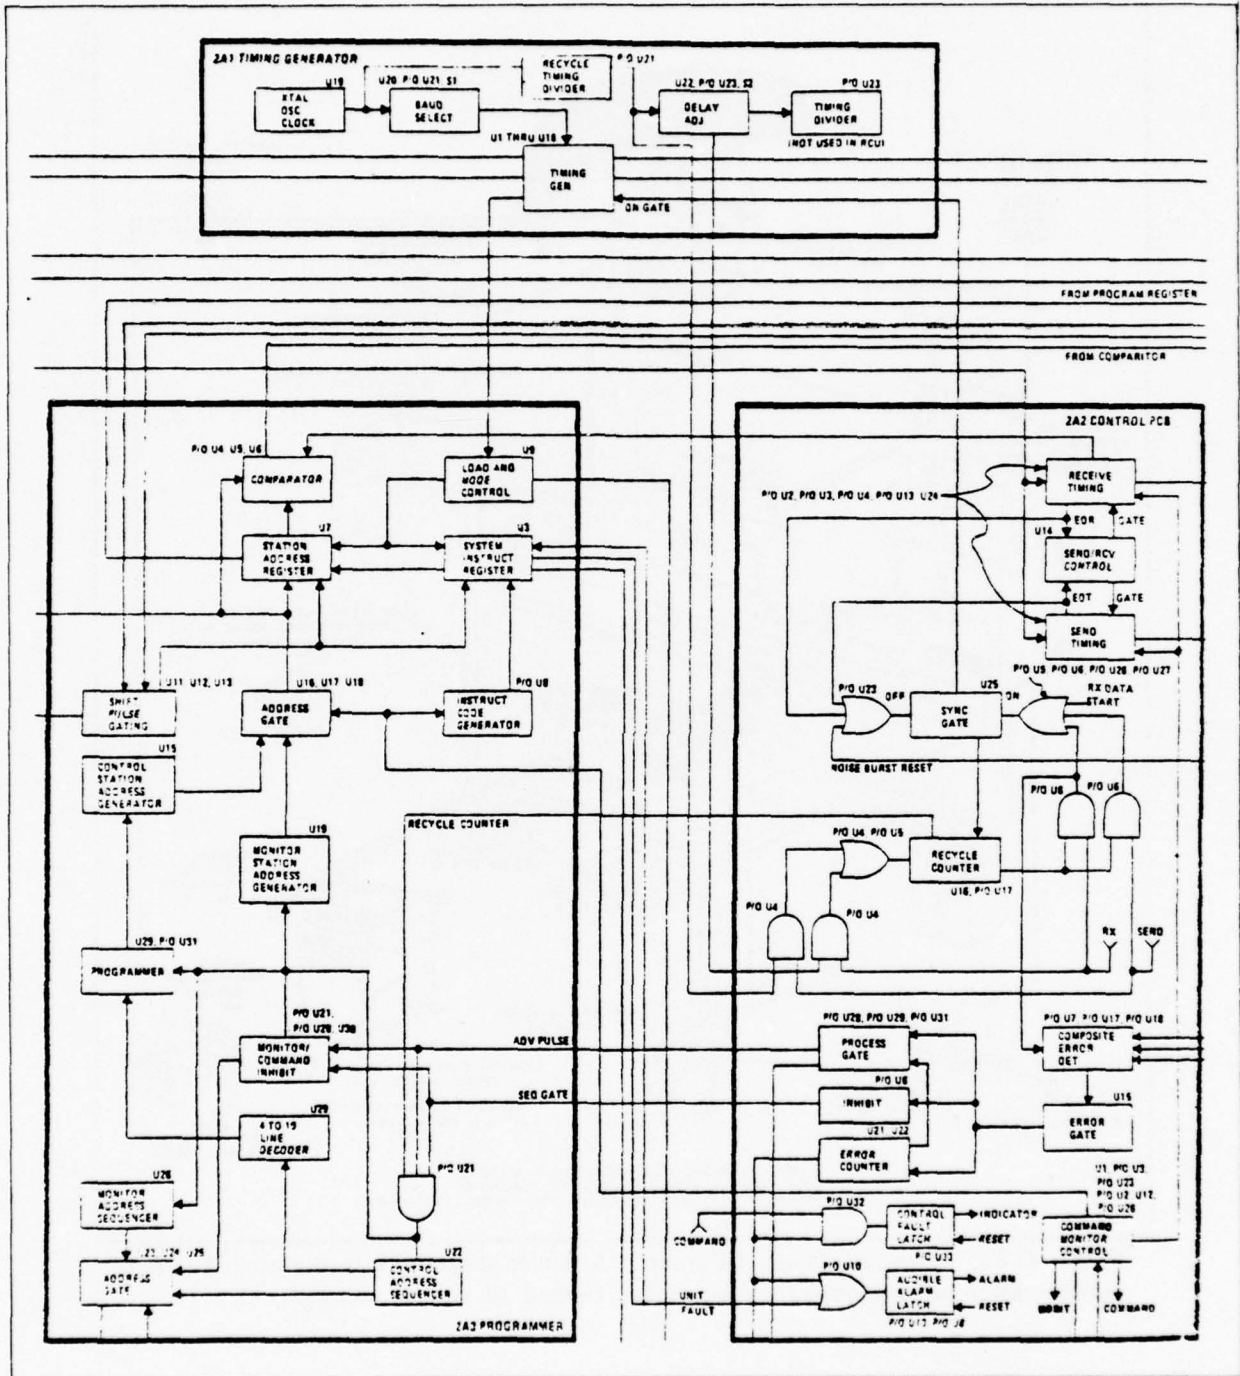 2A1 TIMING GENERATOR
U19
XTAL
OSC
CLOCK
U20, P/O U21, S1
BAUD
SELECT
RECYCLE
TIMING
DIVIDER
P/O U21
U22, P/O U23, S2
DELAY
ADJ
P/O U23
TIMING
DIVIDER
(NOT USED IN RCU)
U1 THRU U18
TIMING
GEN
ON GATE
FROM PROGRAM REGISTER
FROM COMPARITOR
P/O U4, U5, U6
COMPARATOR
U9
LOAD AND
MODE
CONTROL
U7
STATION
ADDRESS
REGISTER
U3
SYSTEM
INSTRUCT
REGISTER
U11, U12, U13
SHIFT
PULSE
GATING
U16, U17, U18
ADDRESS
GATE
P/O U8
INSTRUCT
CODE
GENERATOR
U15
CONTROL
STATION
ADDRESS
GENERATOR
U19
MONITOR
STATION
ADDRESS
GENERATOR
RECYCLE COUNTER
U29, P/O U31
PROGRAMMER
P/O U21,
P/O U28, U30
MONITOR/
COMMAND
INHIBIT
ADV PULSE
SEQ GATE
U29
4 TO 19
LINE
DECODER
P/O U21
U26
MONITOR
ADDRESS
SEQUENCER
U24, U25
ADDRESS
GATE
U22
CONTROL
ADDRESS
SEQUENCER
2A3 PROGRAMMER
2A2 CONTROL PCB
P/O U2, P/O U3, P/O U4, P/O U13, U24
RECEIVE
TIMING
EOR
GATE
U14
SEND/RCV
CONTROL
EOT
GATE
SEND
TIMING
P/O U5, P/O U6, P/O U26, P/O U27
P/O U23
OFF
U25
SYNC
GATE
ON
RX DATA
START
NOISE BURST RESET
P/O U6
P/O U6
P/O U4, P/O U5
RECYCLE
COUNTER
U16, P/O U17
P/O U4
P/O U4
RX
SEND
P/O U28, P/O U29, P/O U31
PROCESS
GATE
P/O U7, P/O U17, P/O U18
COMPOSITE
ERROR
DET
P/O U6
INHIBIT
U15
ERROR
GATE
U21, U22
ERROR
COUNTER
U1, P/O U3,
P/O U23
P/O U2, U12,
P/O U26
COMMAND
MONITOR
CONTROL
P/O U32
COMMAND
CONTROL
FAULT
LATCH
INDICATOR
RESET
P/O U33
UNIT
FAULT
P/O U10
AUDIBLE
ALARM
LATCH
ALARM
RESET
COMMAND